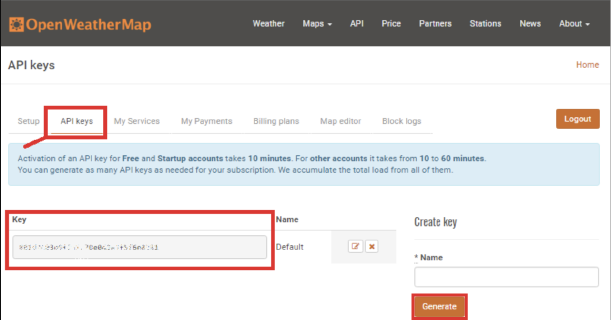 OpenWeatherMap
Weather Maps API Price Partners Stations News About
API keys
Home
Setup API keys My Services My Payments Billing plans Map editor Block logs
Logout
Activation of an API key for Free and Startup accounts takes 10 minutes. For other accounts it takes from 10 to 60 minutes.
You can generate as many API keys as needed for your subscription. We accumulate the total load from all of them.
Key
Name
Default
Create key
* Name
Generate